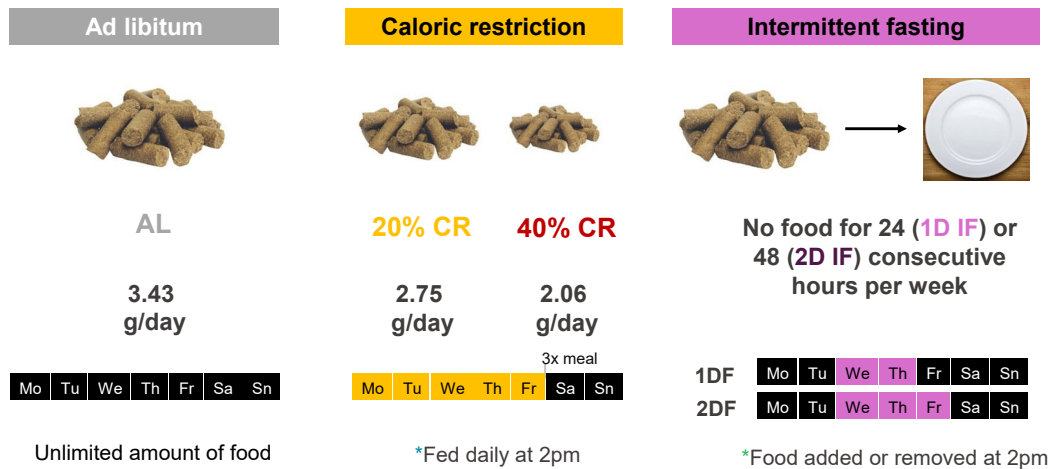 Ad libitum
Caloric restriction
Intermittent fasting
AL
20% CR
40% CR
No food for 24 (1D IF) or
48 (2D IF) consecutive
hours per week
3.43
g/day
2.75
g/day
2.06
g/day
3x meal
Mo Tu We Th Fr Sa Sn
Mo Tu We Th Fr Sa Sn
1DF Mo Tu We Th Fr Sa Sn
2DF Mo Tu We Th Fr Sa Sn
Unlimited amount of food
*Fed daily at 2pm
*Food added or removed at 2pm